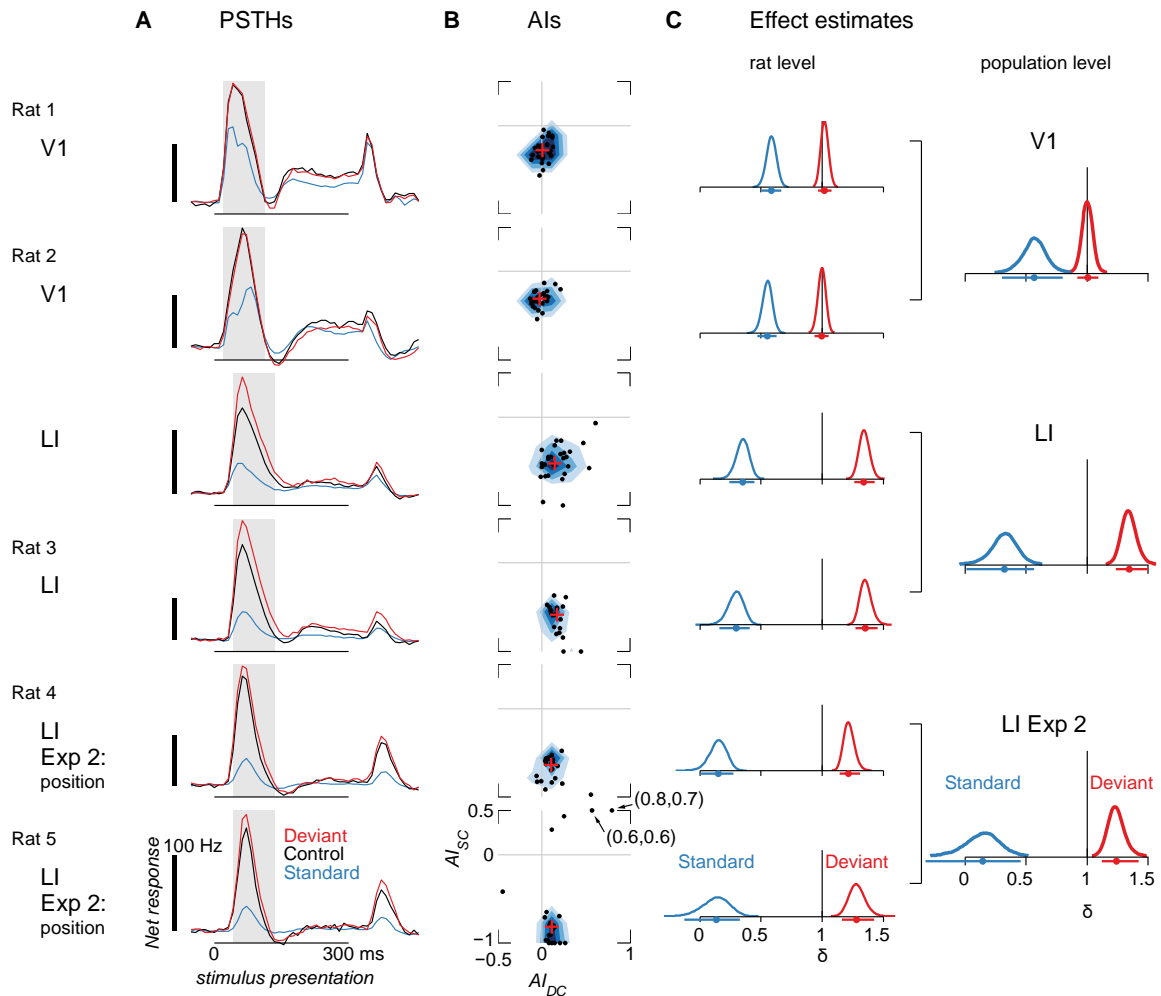 A PSTHs B AIs C Effect estimates
rat level population level
Rat 1
V1
V1
Rat 2
V1
LI
LI
Rat 3
LI
Rat 4
LI
Exp 2:
position
LI Exp 2
Standard Deviant
0 0.5 1 1.5
δ
(0.8,0.7)
(0.6,0.6)
Rat 5
LI
Exp 2:
position
Net response
100 Hz
Deviant
Control
Standard
0 300 ms
stimulus presentation
AI_SC
0.5
0
−1
−0.5 0 1
AI_DC
Standard Deviant
0 0.5 1 1.5
δ